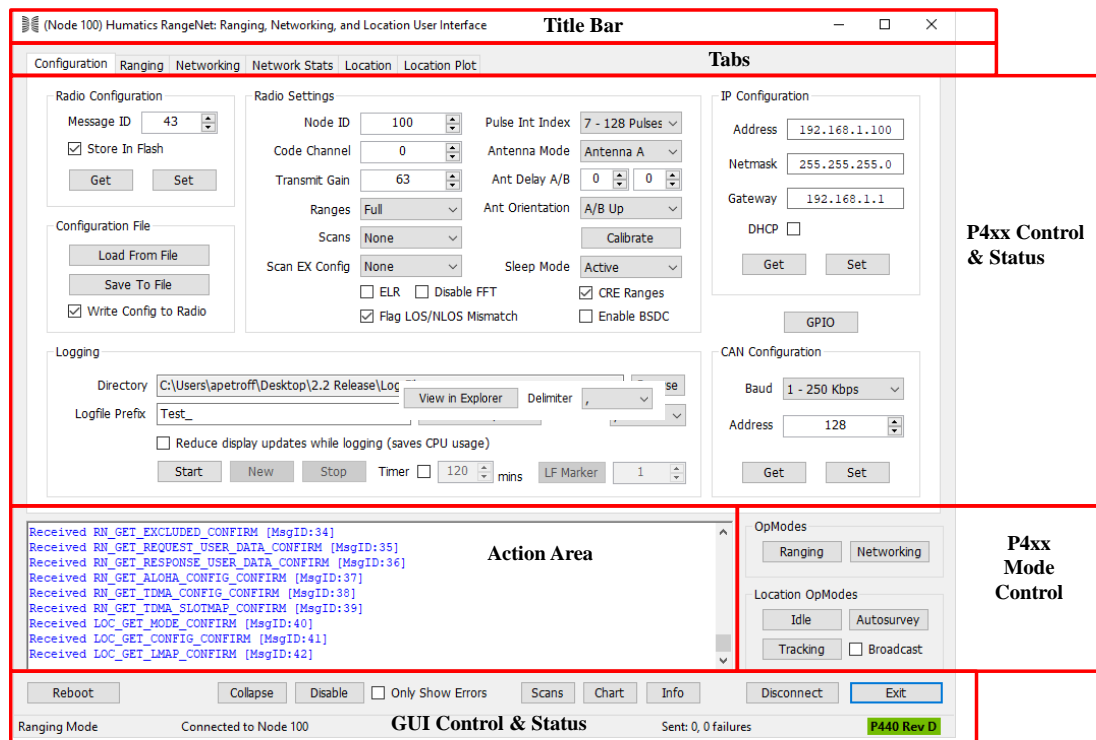 (Node 100) Humatics RangeNet: Ranging, Networking, and Location User Interface
Title Bar
Configuration Ranging Networking Network Stats Location Location Plot
Tabs
Radio Configuration
Message ID 43
Store In Flash
Get Set
Configuration File
Load From File
Save To File
Write Config to Radio
Radio Settings
Node ID 100
Code Channel 0
Transmit Gain 63
Ranges Full
Scans None
Scan EX Config None
ELR Disable FFT
Flag LOS/NLOS Mismatch
Pulse Int Index 7 - 128 Pulses
Antenna Mode Antenna A
Ant Delay A/B 0 0
Ant Orientation A/B Up
Calibrate
Sleep Mode Active
CRE Ranges
Enable BSDC
IP Configuration
Address 192.168.1.100
Netmask 255.255.255.0
Gateway 192.168.1.1
DHCP
Get Set
GPIO
P4xx Control
& Status
Logging
Directory C:\Users\apetroff\Desktop\2.2 Release\Log
View in Explorer Delimiter ,
Logfile Prefix Test_
Reduce display updates while logging (saves CPU usage)
Start New Stop Timer 120 mins LF Marker 1
CAN Configuration
Baud 1 - 250 Kbps
Address 128
Get Set
Received RN_GET_EXCLUDED_CONFIRM [MsgID:34]
Received RN_GET_REQUEST_USER_DATA_CONFIRM [MsgID:35]
Received RN_GET_RESPONSE_USER_DATA_CONFIRM [MsgID:36]
Received RN_GET_ALOHA_CONFIG_CONFIRM [MsgID:37]
Received RN_GET_TDMA_CONFIG_CONFIRM [MsgID:38]
Received RN_GET_TDMA_SLOTMAP_CONFIRM [MsgID:39]
Received LOC_GET_MODE_CONFIRM [MsgID:40]
Received LOC_GET_CONFIG_CONFIRM [MsgID:41]
Received LOC_GET_LMAP_CONFIRM [MsgID:42]
Action Area
OpModes
Ranging Networking
Location OpModes
Idle Autosurvey
Tracking Broadcast
P4xx
Mode
Control
Reboot Collapse Disable Only Show Errors Scans Chart Info Disconnect Exit
Ranging Mode Connected to Node 100
GUI Control & Status
Sent: 0, 0 failures
P440 Rev D